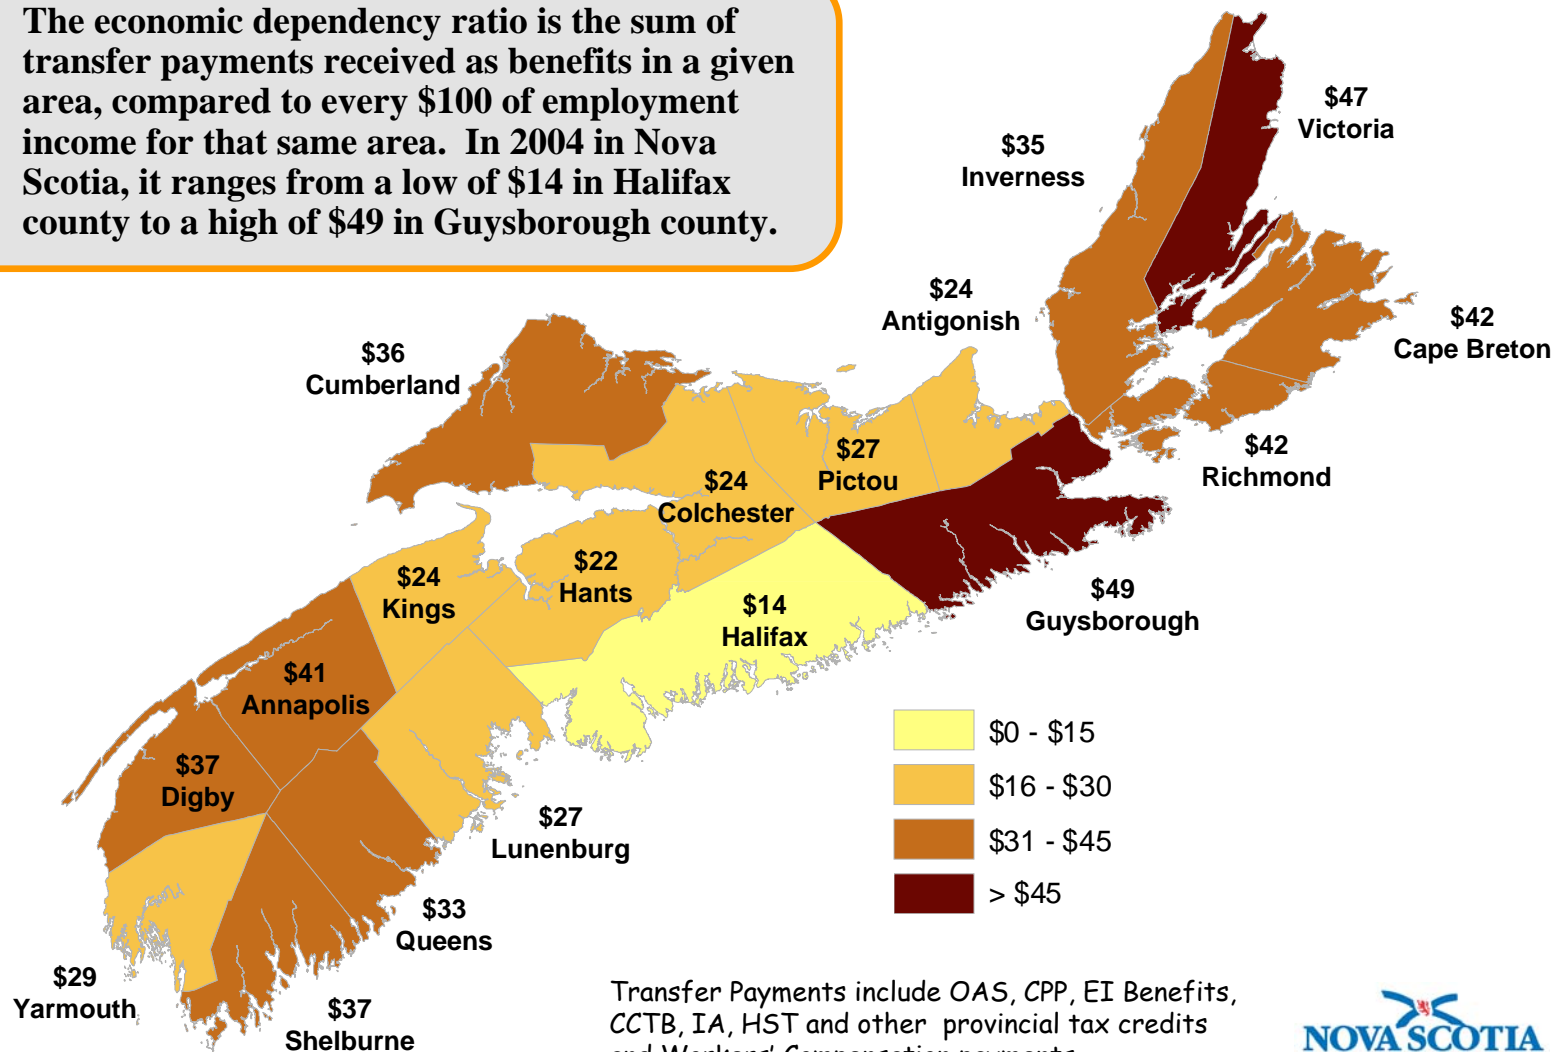 The economic dependency ratio is the sum of
transfer payments received as benefits in a given
area, compared to every $100 of employment
income for that same area.  In 2004 in Nova
Scotia, it ranges from a low of $14 in Halifax
county to a high of $49 in Guysborough county.
$47
Victoria
$35
Inverness
$24
Antigonish
$42
Cape Breton
$36
Cumberland
$42
Richmond
$27
Pictou
$24
Colchester
$22
Hants
$24
Kings
$49
Guysborough
$14
Halifax
$41
Annapolis
$37
Digby
$27
Lunenburg
$33
Queens
$29
Yarmouth
$37
Shelburne
$0 - $15
$16 - $30
$31 - $45
> $45
Transfer Payments include OAS, CPP, EI Benefits,
CCTB, IA, HST and other  provincial tax credits
and Workers' Compensation payments
NOVA SCOTIA